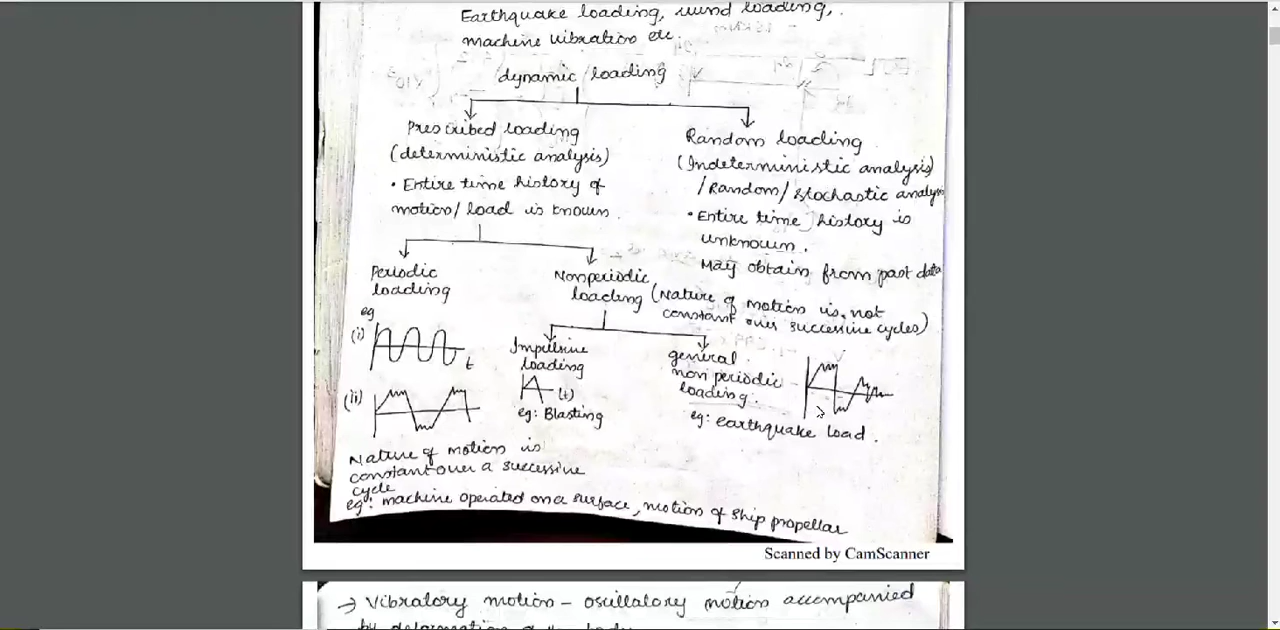 Earthquake loading, wind loading,
machine vibration etc.
dynamic loading
Prescribed loading
(deterministic analysis)
• Entire time history of
motion/load is known.
Random loading
(Indeterministic analysis)
/Random/stochastic analysis
• Entire time history is
unknown.
May obtain from past data
Periodic
loading
Nonperiodic
loading (Nature of motion is not
constant over successive cycles)
eg
(i)
t
(ii)
Impulsive
loading
(t)
eg: Blasting
general
non periodic
loading.
eg: earthquake load.
Nature of motion is
constant over a successive
cycle
eg: machine operated on a surface, motion of ship propellar
Scanned by CamScanner
→ Vibratory motion - oscillatory motion accompanied